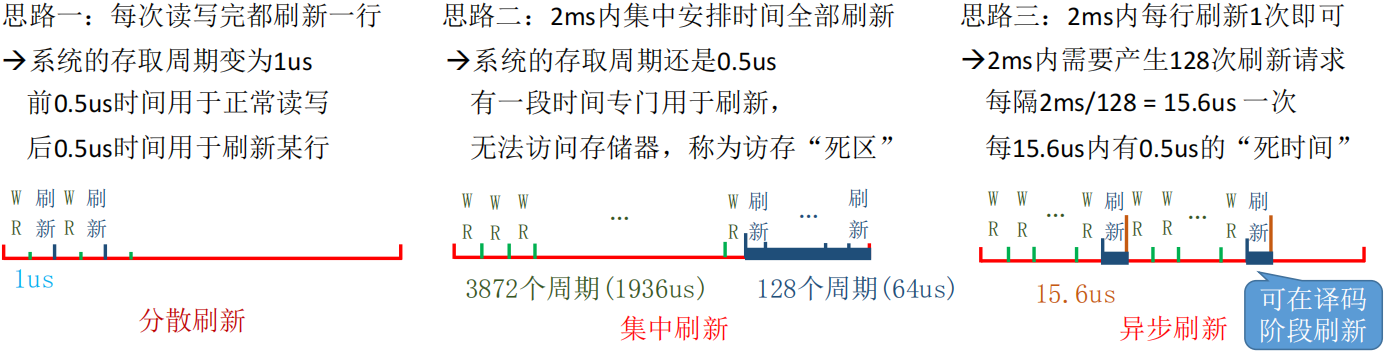 思路一：每次读写完都刷新一行
→系统的存取周期变为1us
前0.5us时间用于正常读写
后0.5us时间用于刷新某行
W 刷 W 刷
R 新 R 新
1us
分散刷新
思路二：2ms内集中安排时间全部刷新
→系统的存取周期还是0.5us
有一段时间专门用于刷新，
无法访问存储器，称为访存“死区”
W W W ... W 刷 ... 刷
R R R R 新 新
3872个周期(1936us) 128个周期(64us)
集中刷新
思路三：2ms内每行刷新1次即可
→2ms内需要产生128次刷新请求
每隔2ms/128 = 15.6us 一次
每15.6us内有0.5us的“死时间”
W W ... W 刷 W W ... W 刷
R R R 新 R R R 新
15.6us
可在译码
阶段刷新
异步刷新